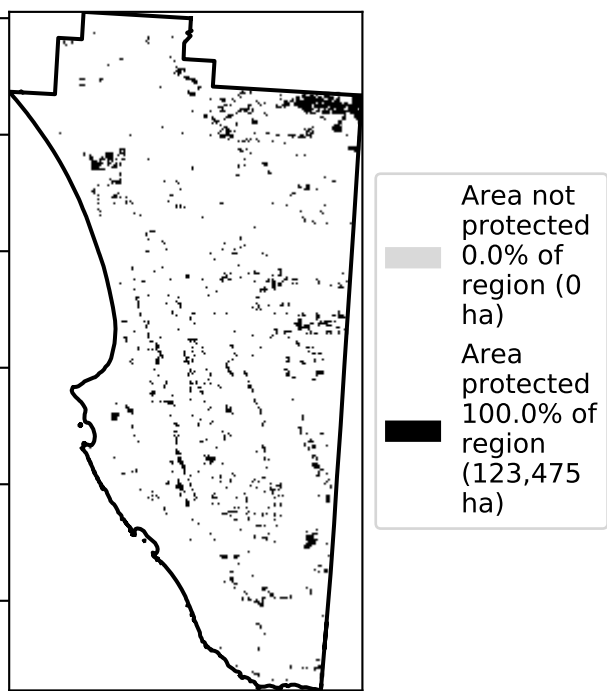 Area not
protected
0.0% of
region (0
ha)
Area
protected
100.0% of
region
(123,475
ha)